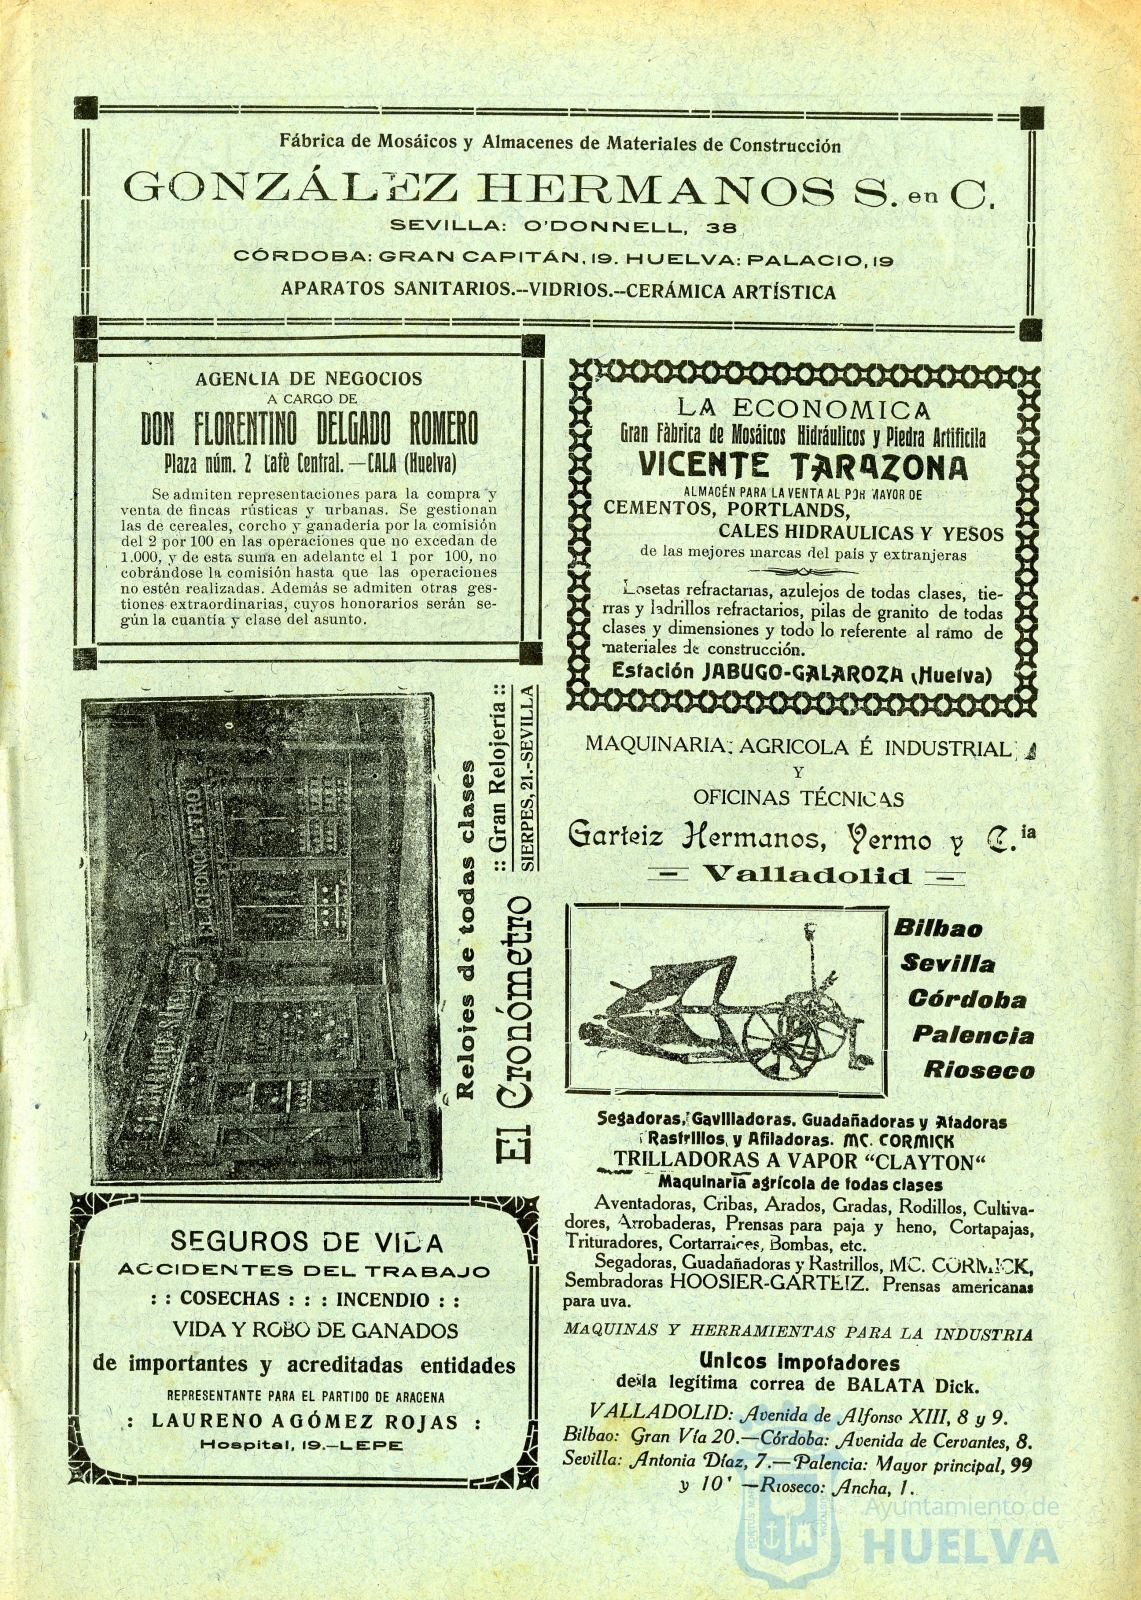 Fábrica de Mosáicos y Almacenes de Materiales de Construcción
GONZÁLEZ HERMANOS S. en C.
SEVILLA: O'DONNELL, 38
CÓRDOBA: GRAN CAPITÁN, 19. HUELVA: PALACIO, 19
APARATOS SANITARIOS.--VIDRIOS.--CERÁMICA ARTÍSTICA
AGENCIA DE NEGOCIOS
A CARGO DE
DON FLORENTINO DELGADO ROMERO
Plaza núm. 2 Cafè Central.—CALA (Huelva)
Se admiten representaciones para la compra y
venta de fincas rústicas y urbanas. Se gestionan
las de cereales, corcho y ganadería por la comisión
del 2 por 100 en las operaciones que no excedan de
1.000, y de esta suma en adelante el 1 por 100, no
cobrándose la comisión hasta que las operaciones
no estén realizadas. Además se admiten otras ges-
tiones extraordinarias, cuyos honorarios serán se-
gún la cuantía y clase del asunto.
LA ECONOMICA
Gran Fàbrica de Mosáicos Hidráulicos y Piedra Artificila
VICENTE TARAZONA
ALMACÉN PARA LA VENTA AL POR MAYOR DE
CEMENTOS, PORTLANDS,
CALES HIDRAULICAS Y YESOS
de las mejores marcas del país y extranjeras
Losetas refractarias, azulejos de todas clases, tie-
rras y ladrillos refractarios, pilas de granito de todas
clases y dimensiones y todo lo referente al ramo de
materiales de construcción.
Estación JABUGO-GALAROZA (Huelva)
EL CRONOMETRO
Relojes de todas clases
El Cronómetro
:: Gran Relojería ::
SIERPES, 21.-SEVILLA
SEGUROS DE VIDA
ACCIDENTES DEL TRABAJO
: : COSECHAS : : : INCENDIO : :
VIDA Y ROBO DE GANADOS
de importantes y acreditadas entidades
REPRESENTANTE PARA EL PARTIDO DE ARACENA
: LAURENO AGÓMEZ ROJAS :
Hospital, 19.—LEPE
MAQUINARIA AGRICOLA É INDUSTRIAL
Y
OFICINAS TÉCNICAS
Garteiz Hermanos, Yermo y C.ia
Valladolid
Bilbao
Sevilla
Córdoba
Palencia
Rioseco
Segadoras, Gavilladoras, Guadañadoras y Atadoras
Rastrillos y Afiladoras. MC. CORMICK
TRILLADORAS A VAPOR "CLAYTON"
Maquinaria agrícola de todas clases
Aventadoras, Cribas, Arados, Gradas, Rodillos, Cultiva-
dores, Arrobaderas, Prensas para paja y heno, Cortapajas,
Trituradores, Cortarraices, Bombas, etc.
Segadoras, Guadañadoras y Rastrillos, MC. CORMICK,
Sembradoras HOOSIER-GARTEIZ. Prensas americanas
para uva.
MAQUINAS Y HERRAMIENTAS PARA LA INDUSTRIA
Unicos Impotadores
de la legítima correa de BALATA Dick.
VALLADOLID: Avenida de Alfonso XIII, 8 y 9.
Bilbao: Gran Vía 20.—Córdoba: Avenida de Cervantes, 8.
Sevilla: Antonia Díaz, 7.—Palencia: Mayor principal, 99
y —Rioseco: Ancha, 1.
Ayuntamiento de
HUELVA